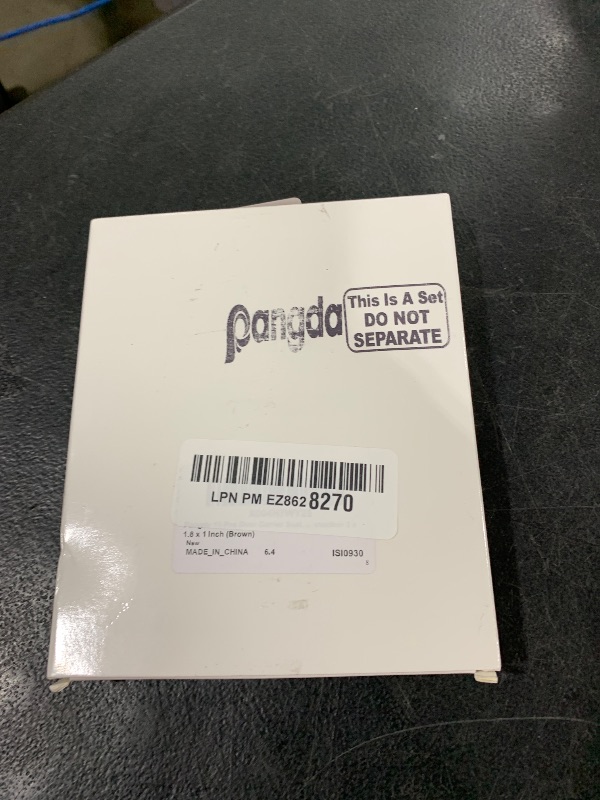 Pangda
This Is A Set
DO NOT
SEPARATE
LPN PM EZ862 8270
1.8 x 1 Inch (Brown)
New
MADE_IN_CHINA 6.4 ISI0930